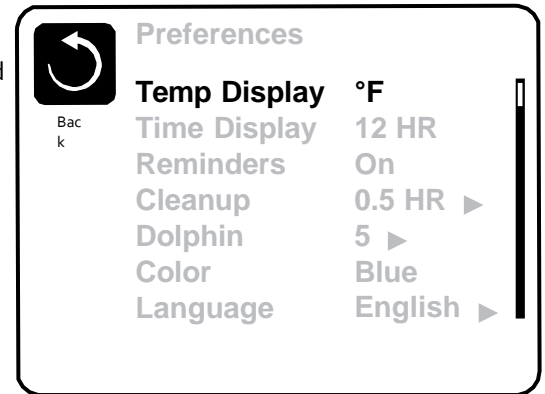 Preferences
Temp Display °F
Time Display 12 HR
Reminders On
Cleanup 0.5 HR ▶
Dolphin 5 ▶
Color Blue
Language English ▶
Bac
k